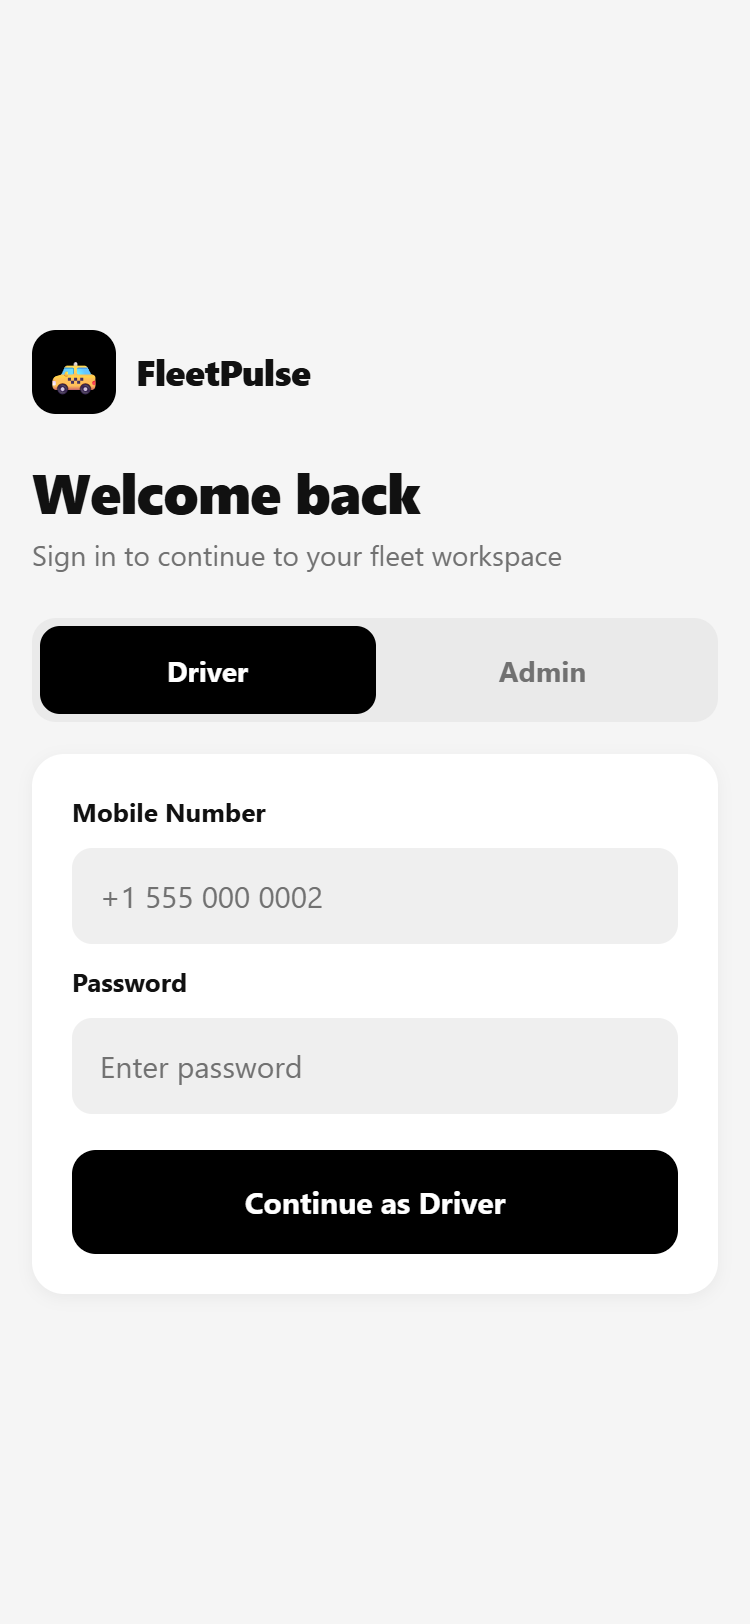 FleetPulse
Welcome back
Sign in to continue to your fleet workspace
Driver Admin
Mobile Number
+1 555 000 0002
Password
Enter password
Continue as Driver